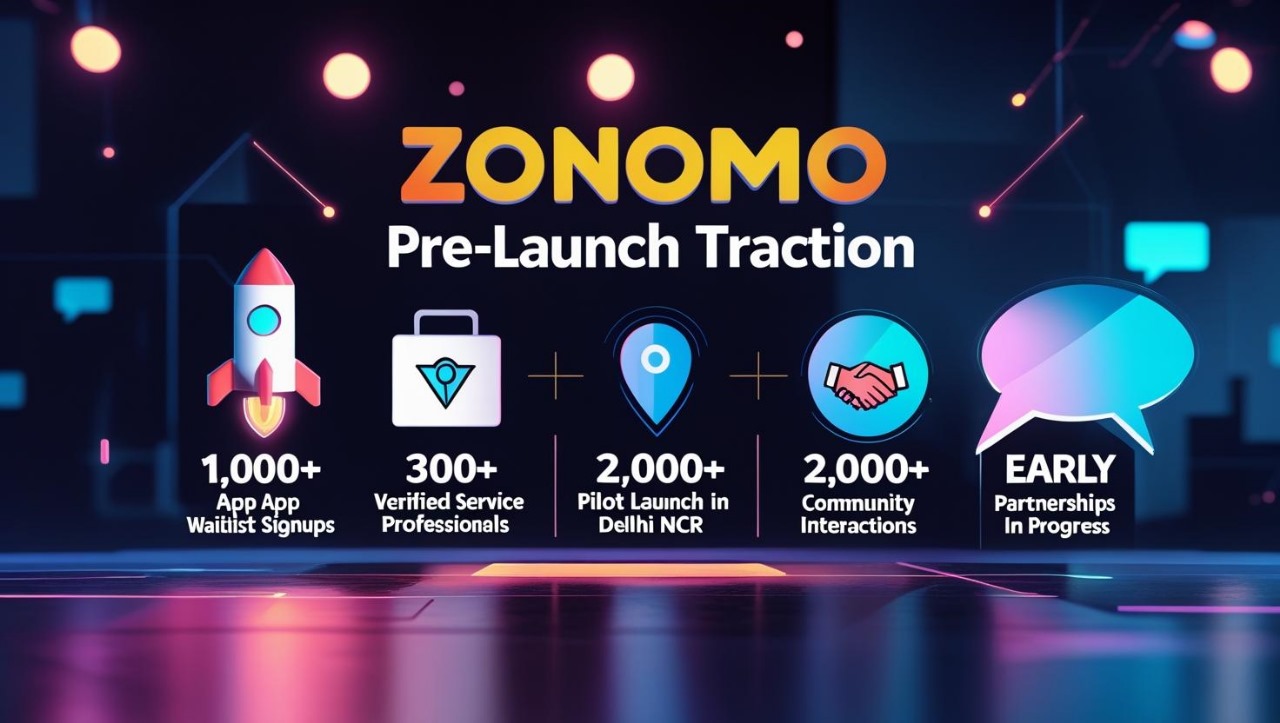 ZONOMO
Pre-Launch Traction
1,000+
App App
Waitlist Signups
300+
Verified Service
Professionals
2,000+
Pilot Launch in
Dellhi NCR
2,000+
Community
Interactions
EARLY
Partnerships
In Progress